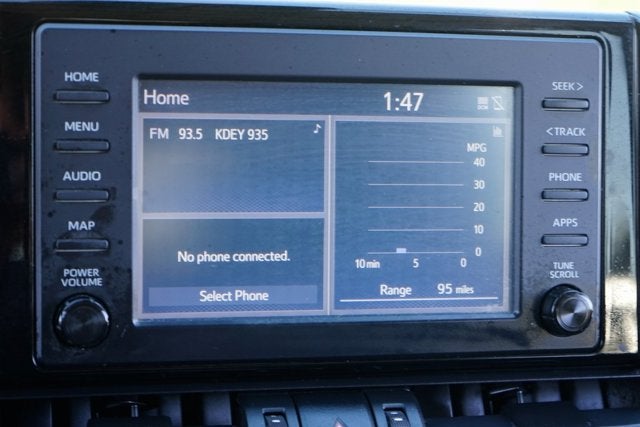 HOME
MENU
AUDIO
MAP
POWER
VOLUME
Home 1:47
DCM
FM 93.5 KDEY 935
No phone connected.
Select Phone
MPG
40
30
20
10
0
10 min 5 0
Range 95 miles
SEEK >
< TRACK
PHONE
APPS
TUNE
SCROLL